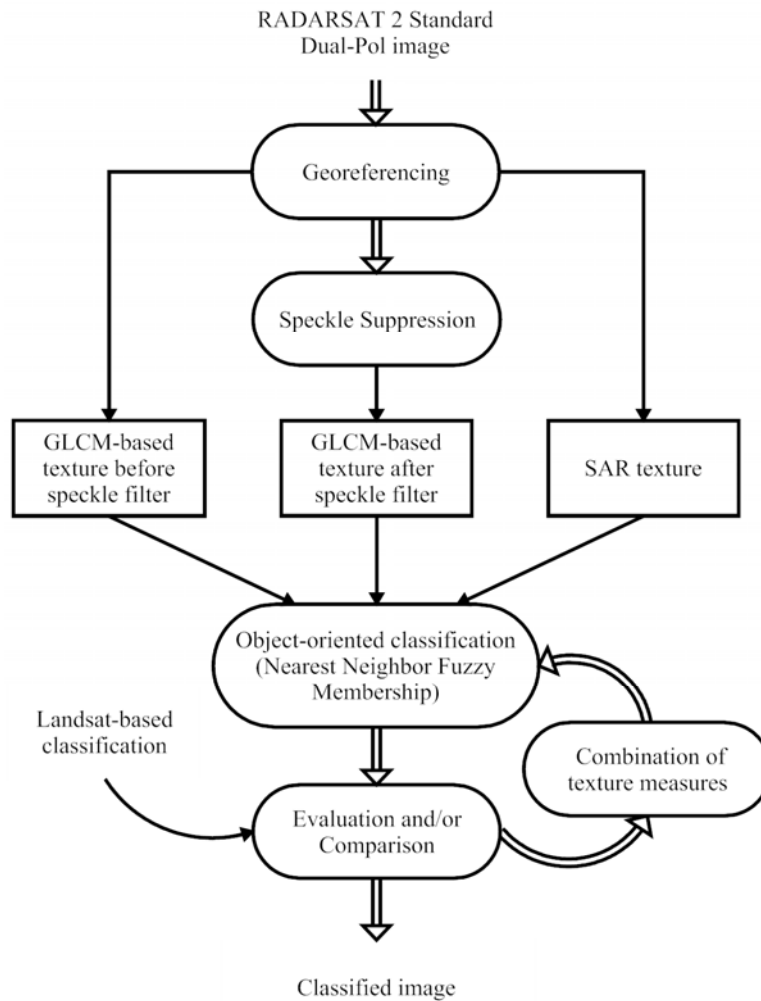 RADARSAT 2 Standard
Dual-Pol image
Georeferencing
Speckle Suppression
GLCM-based
texture before
speckle filter
GLCM-based
texture after
speckle filter
SAR texture
Object-oriented classification
(Nearest Neighbor Fuzzy
Membership)
Landsat-based
classification
Combination of
texture measures
Evaluation and/or
Comparison
Classified image